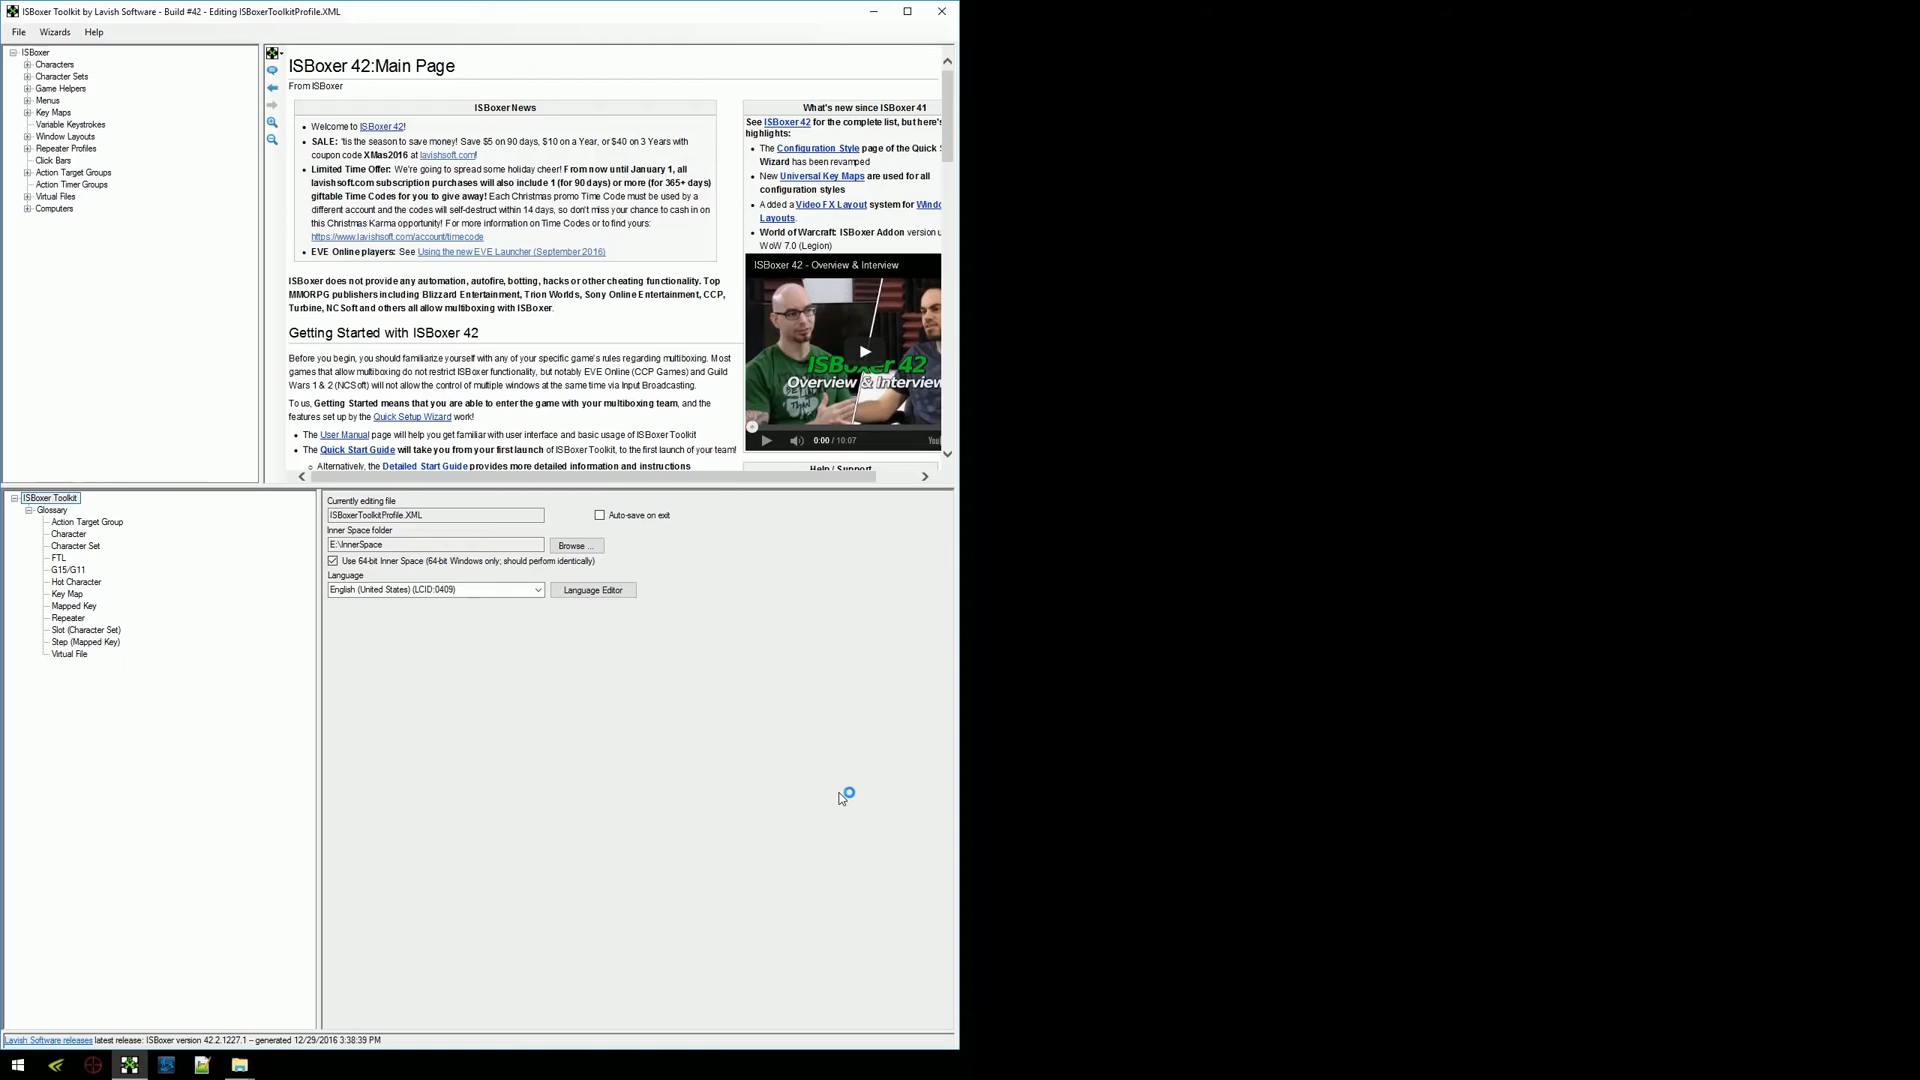 ISBoxer Toolkit by Lavish Software - Build #42 - Editing ISBoxerToolkitProfile.XML
File Wizards Help
ISBoxer
Characters
Character Sets
Game Helpers
Menus
Key Maps
Variable Keystrokes
Window Layouts
Repeater Profiles
Click Bars
Action Target Groups
Action Timer Groups
Virtual Files
Computers
ISBoxer 42:Main Page
From ISBoxer
ISBoxer News
Welcome to ISBoxer 42!
SALE: 'tis the season to save money! Save $5 on 90 days, $10 on a Year, or $40 on 3 Years with
coupon code XMas2016 at lavishsoft.com!
Limited Time Offer: We're going to spread some holiday cheer! From now until January 1, all
lavishsoft.com subscription purchases will also include 1 (for 90 days) or more (for 365+ days)
giftable Time Codes for you to give away! Each Christmas promo Time Code must be used by
a different account and the codes will self-destruct within 14 days, so don't miss your chance to cash in on
this Christmas Karma opportunity! For more information on Time Codes or to find yours:
https://www.lavishsoft.com/account/timecode
EVE Online players: See Using the new EVE Launcher (September 2016)
ISBoxer does not provide any automation, autofire, botting, hacks or other cheating functionality. Top
MMORPG publishers including Blizzard Entertainment, Trion Worlds, Sony Online Entertainment, CCP,
Turbine, NCSoft and others all allow multiboxing with ISBoxer.
Getting Started with ISBoxer 42
Before you begin, you should familiarize yourself with any of your specific game's rules regarding multiboxing. Most
games that allow multiboxing do not restrict ISBoxer functionality, but notably EVE Online (CCP Games) and Guild
Wars 1 & 2 (NCSoft) will not allow the control of multiple windows at the same time via Input Broadcasting.
To us, Getting Started means that you are able to enter the game with your multiboxing team, and the
features set up by the Quick Setup Wizard work!
The User Manual page will help you get familiar with user interface and basic usage of ISBoxer Toolkit
The Quick Start Guide will take you from your first launch of ISBoxer Toolkit, to the first launch of your team!
Alternatively, the Detailed Start Guide provides more detailed information and instructions
What's new since ISBoxer 41
See ISBoxer 42 for the complete list, but here's
highlights:
The Configuration Style page of the Quick S
Wizard has been revamped
New Universal Key Maps are used for all
configuration styles
Added a Video FX Layout system for Windo
Layouts.
World of Warcraft: ISBoxer Addon version u
WoW 7.0 (Legion)
ISBoxer 42 - Overview & Interview
ISBoxer 42
Overview & Interview
0:00 / 10:07
You
Help / Support
ISBoxer Toolkit
Glossary
Action Target Group
Character
Character Set
FTL
G15/G11
Hot Character
Key Map
Mapped Key
Repeater
Slot (Character Set)
Step (Mapped Key)
Virtual File
Currently editing file
ISBoxerToolkitProfile.XML
Auto-save on exit
Inner Space folder
E:\InnerSpace
Browse ...
Use 64-bit Inner Space (64-bit Windows only; should perform identically)
Language
English (United States) (LCID:0409)
Language Editor
Lavish Software releases latest release: ISBoxer version 42.2.1227.1 -- generated 12/29/2016 3:38:39 PM